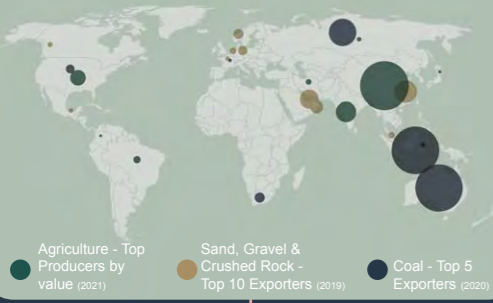 Agriculture - Top
Producers by
value (2021)
Sand, Gravel &
Crushed Rock -
Top 10 Exporters (2019)
Coal - Top 5
Exporters (2020)